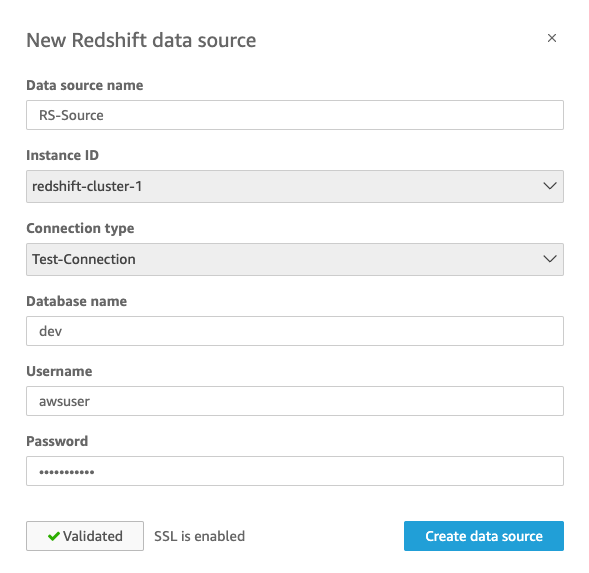 New Redshift data source
×
Data source name
RS-Source
Instance ID
redshift-cluster-1
Connection type
Test-Connection
Database name
dev
Username
awsuser
Password
•••••••••••
Validated SSL is enabled Create data source